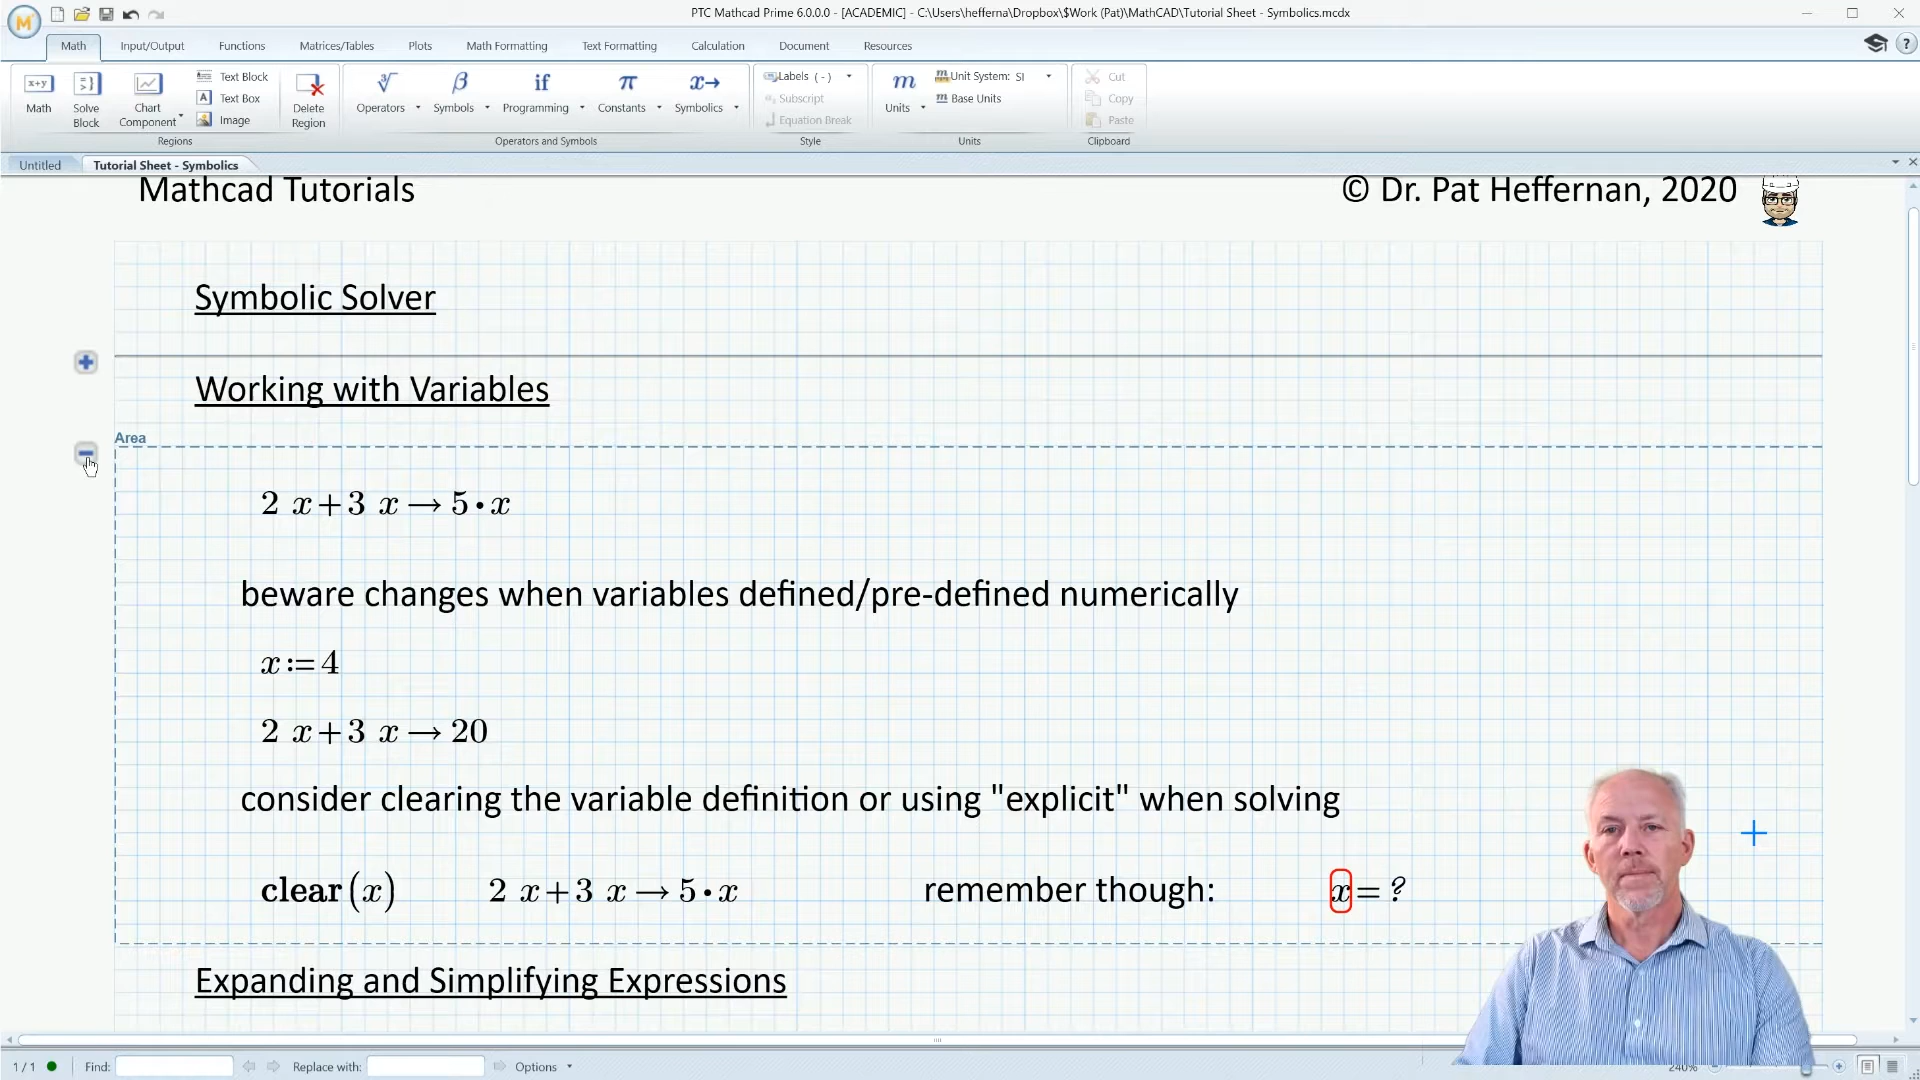 PTC Mathcad Prime 6.0.0.0 - [ACADEMIC] - C:\Users\hefferna\Dropbox\$Work (Pat)\MathCAD\Tutorial Sheet - Symbolics.mcdx
Math Input/Output Functions Matrices/Tables Plots Math Formatting Text Formatting Calculation Document Resources
Math
Solve Block
Chart Component
Text Block
Text Box
Image
Delete Region
Regions
Operators
Symbols
if Programming
π Constants
x→ Symbolics
Operators and Symbols
Labels (-)
Subscript
Equation Break
Style
m Units
Unit System: SI
Base Units
Units
Cut
Copy
Paste
Clipboard
Untitled Tutorial Sheet - Symbolics
Mathcad Tutorials © Dr. Pat Heffernan, 2020
Symbolic Solver
Working with Variables
Area
2 x+3 x→5•x
beware changes when variables defined/pre-defined numerically
x:=4
2 x+3 x→20
consider clearing the variable definition or using "explicit" when solving
clear(x) 2 x+3 x→5•x remember though: x=?
Expanding and Simplifying Expressions
1 / 1 Find: Replace with: Options 240%